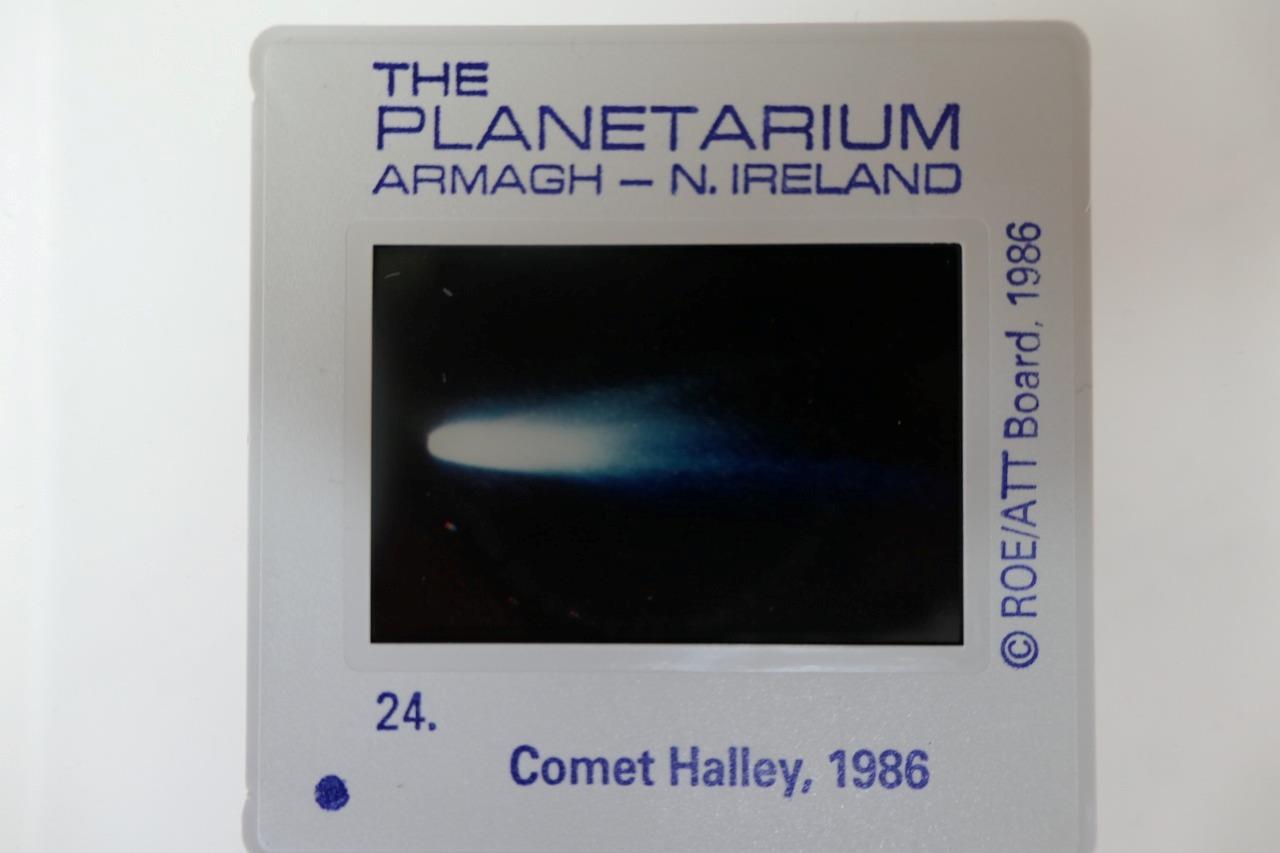 THE
PLANETARIUM
ARMAGH – N. IRELAND
© ROE/ATT Board, 1986
24.
Comet Halley, 1986